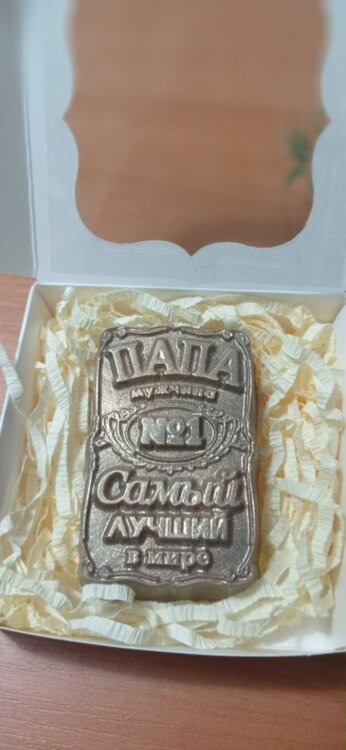 ПАПА
мужчина
№1
Самый
лучший
в мире